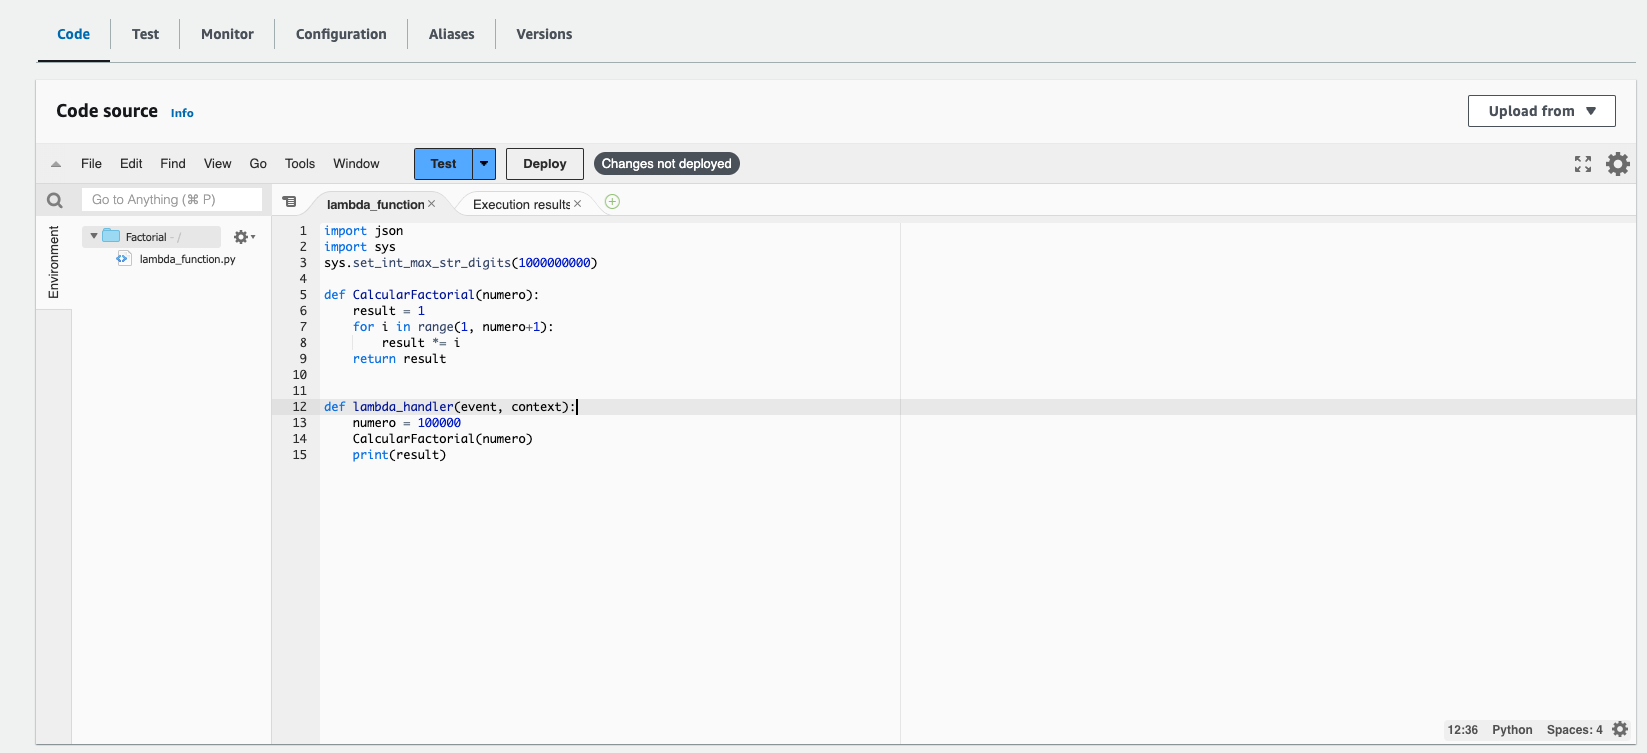 Code Test Monitor Configuration Aliases Versions
Code source Info
Upload from
File Edit Find View Go Tools Window Test Deploy Changes not deployed
Go to Anything (⌘ P)
lambda_function × Execution results ×
Environment
Factorial - /
lambda_function.py
1 import json
2 import sys
3 sys.set_int_max_str_digits(1000000000)
4
5 def CalcularFactorial(numero):
6     result = 1
7     for i in range(1, numero+1):
8         result *= i
9     return result
10
11
12 def lambda_handler(event, context):
13     numero = 100000
14     CalcularFactorial(numero)
15     print(result)
12:36 Python Spaces: 4